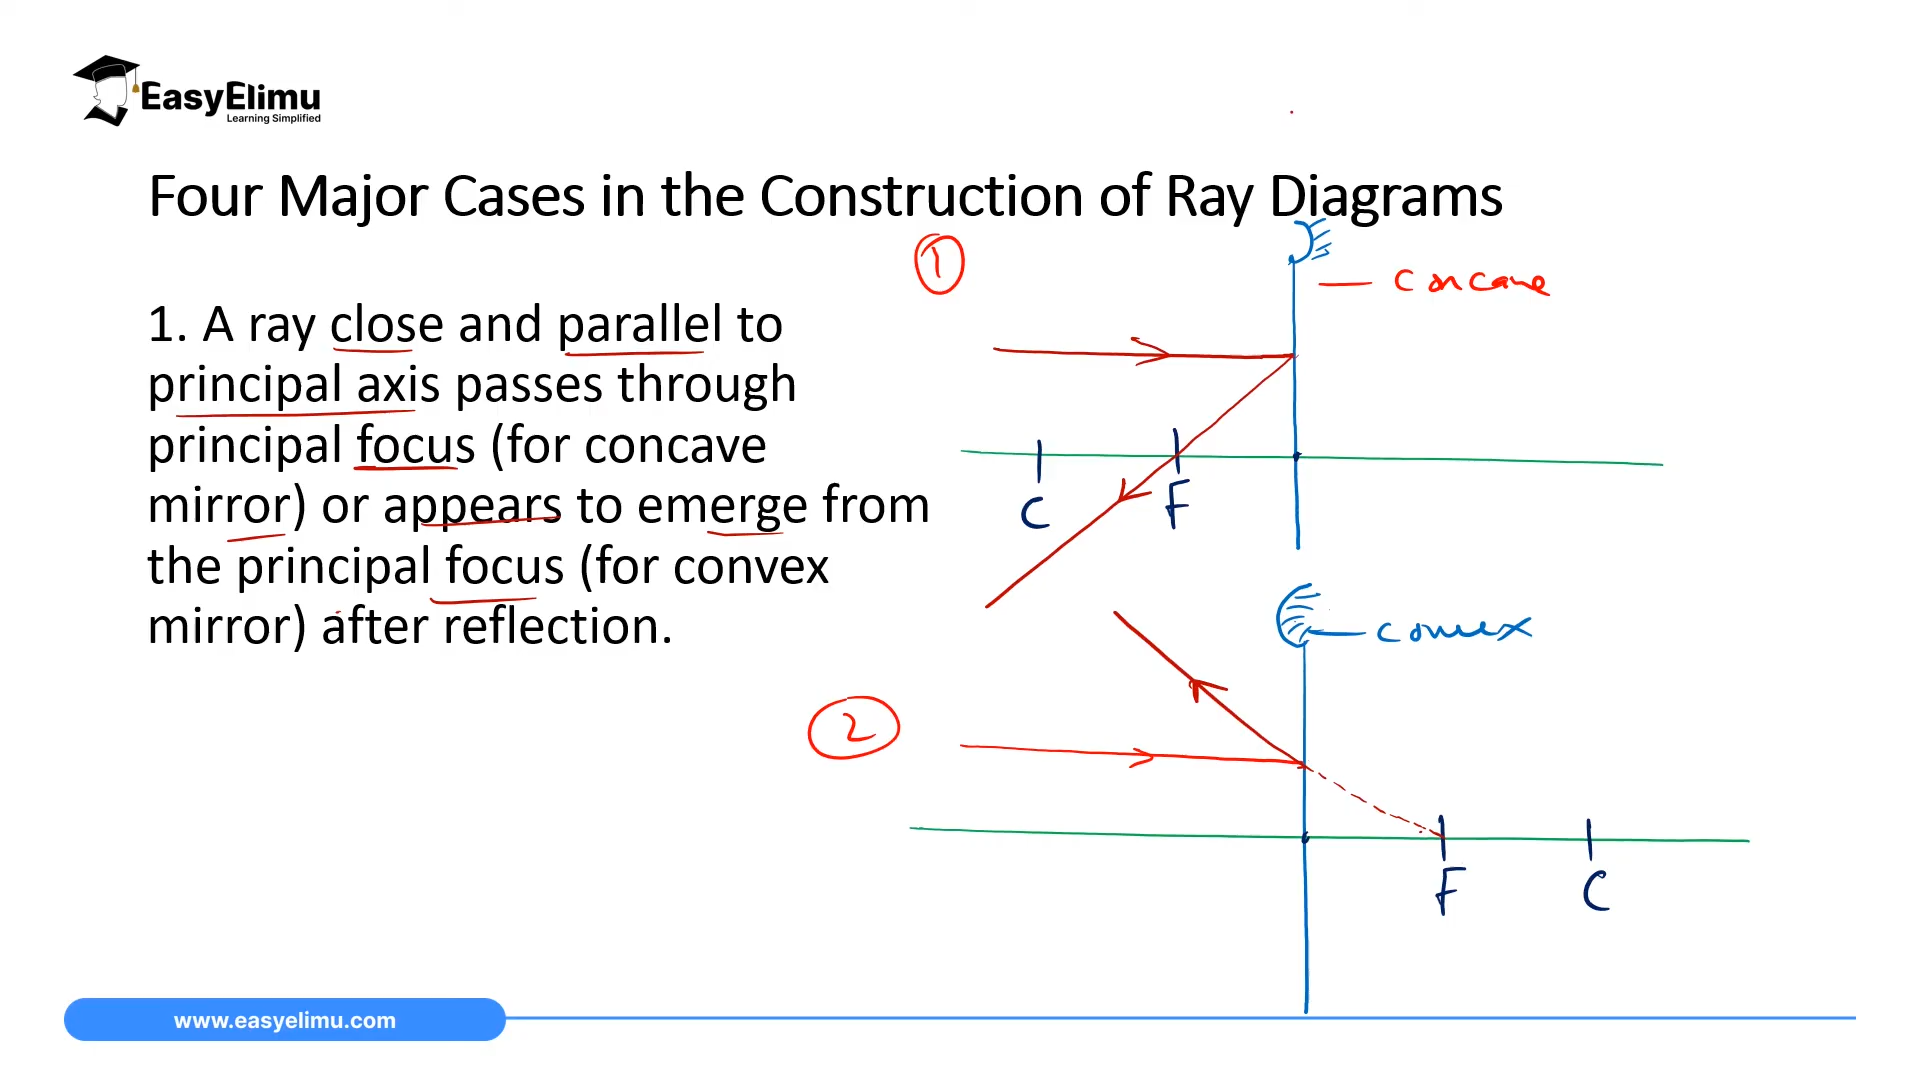 EasyElimu
Learning Simplified
Four Major Cases in the Construction of Ray Diagrams
1. A ray close and parallel to
principal axis passes through
principal focus (for concave
mirror) or appears to emerge from
the principal focus (for convex
mirror) after reflection.
1
concave
C
F
convex
2
F
C
www.easyelimu.com